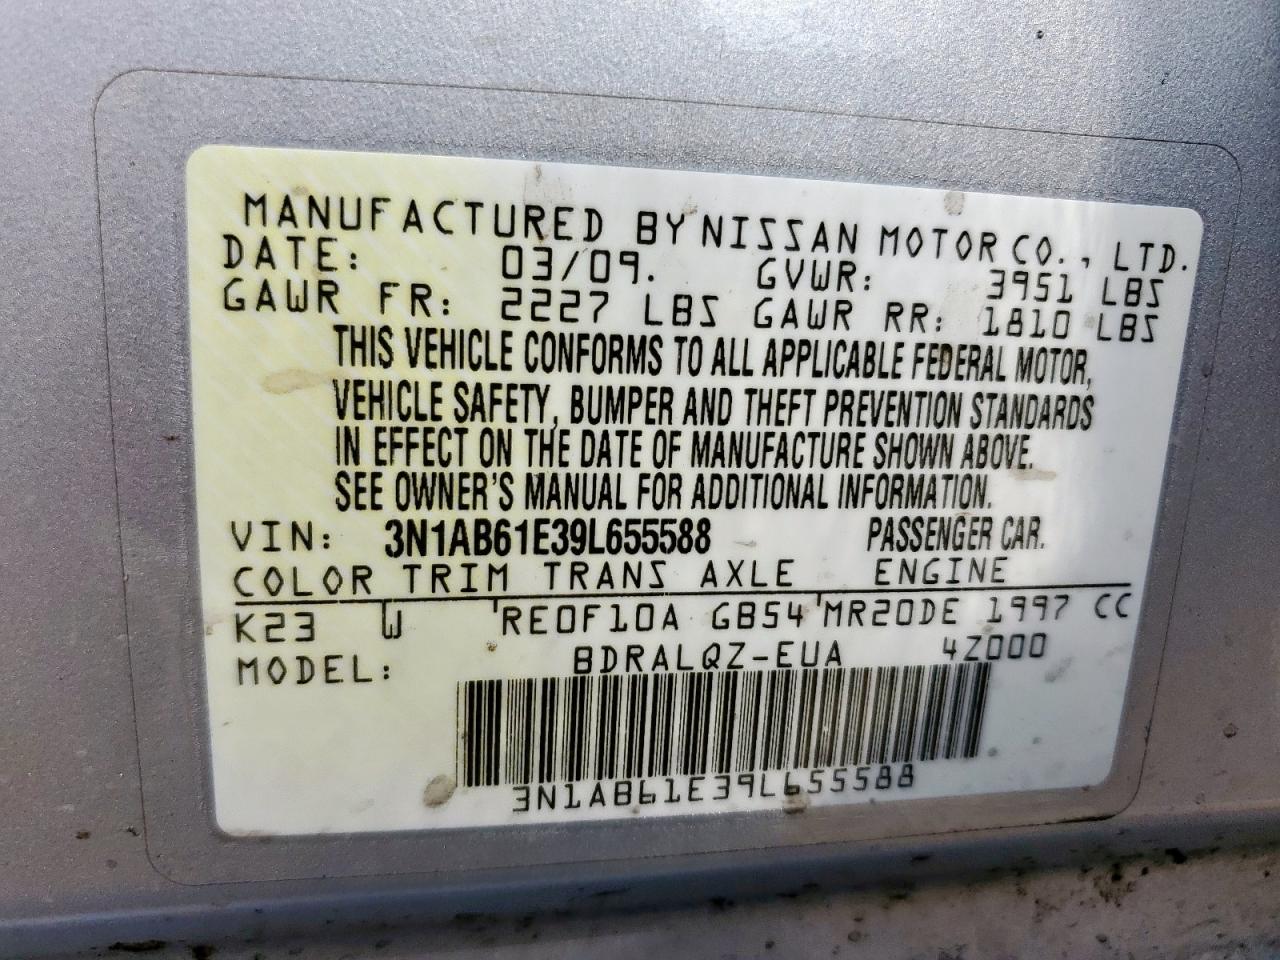 MANUFACTURED BY NISSAN MOTOR CO., LTD.
DATE: 03/09. GVWR: 3951 LBS
GAWR FR: 2227 LBS GAWR RR: 1810 LBS
THIS VEHICLE CONFORMS TO ALL APPLICABLE FEDERAL MOTOR,
VEHICLE SAFETY, BUMPER AND THEFT PREVENTION STANDARDS
IN EFFECT ON THE DATE OF MANUFACTURE SHOWN ABOVE.
SEE OWNER'S MANUAL FOR ADDITIONAL INFORMATION.
VIN: 3N1AB61E39L655588 PASSENGER CAR.
COLOR TRIM TRANS AXLE ENGINE
K23 W RE0F10A GB54 MR20DE 1997 CC
MODEL: BDRALQZ-EUA 4Z000
3N1AB61E39L655588